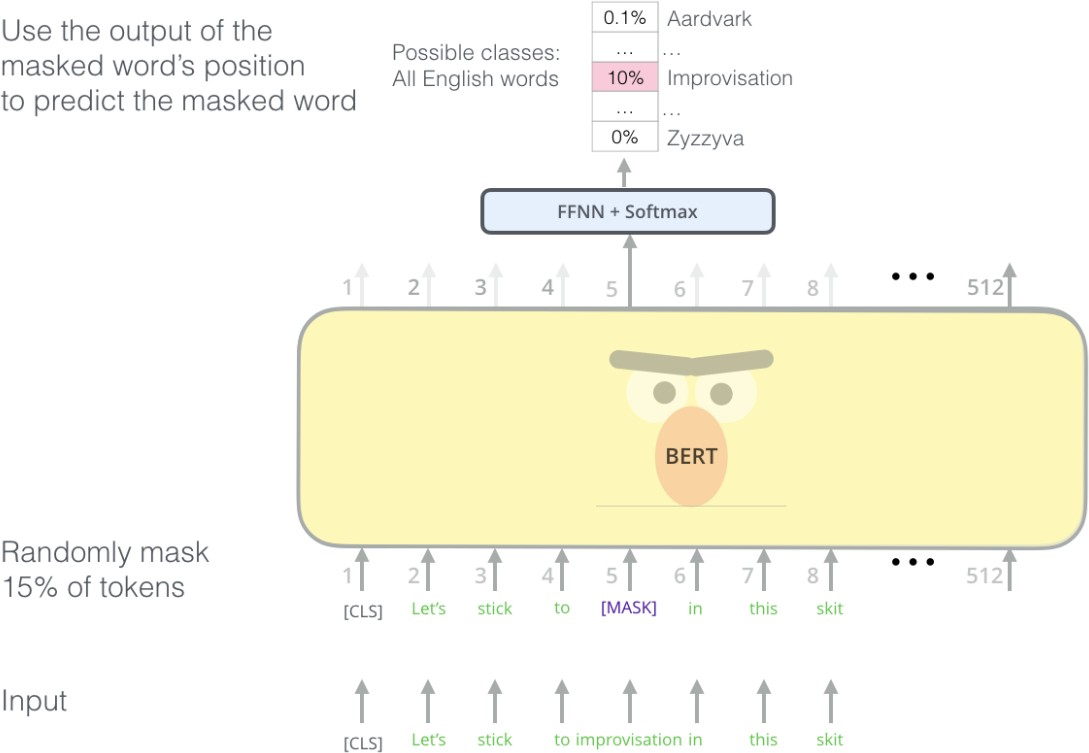 Use the output of the
masked word's position
to predict the masked word
Possible classes:
All English words
0.1% Aardvark
... ...
10% Improvisation
... ...
0% Zyzzyva
FFNN + Softmax
1 2 3 4 5 6 7 8 ••• 512
BERT
Randomly mask
15% of tokens
1 2 3 4 5 6 7 8 ••• 512
[CLS] Let's stick to [MASK] in this skit
Input
[CLS] Let's stick to improvisation in this skit